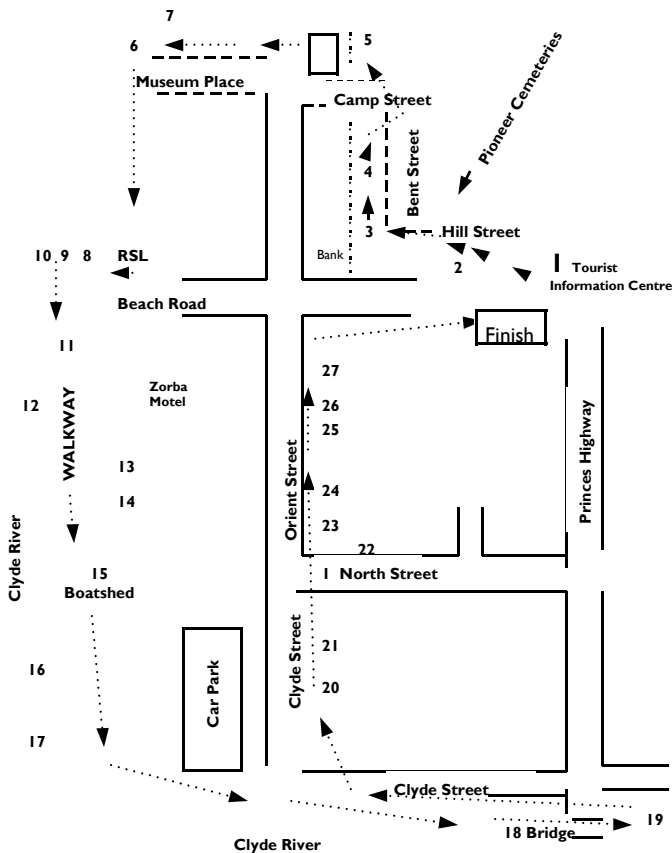 7
6
5
Museum Place
Camp Street
Pioneer Cemeteries
4
Bent Street
3
Hill Street
10 9 8 RSL
Bank
2
I Tourist
Information Centre
Beach Road
Finish
11
27
Zorba
Motel
12
WALKWAY
26
25
13
Orient Street
Princes Highway
14
24
23
22
Clyde River
15
Boatshed
1 North Street
16
Car Park
Clyde Street
21
20
17
Clyde Street
19
18 Bridge
Clyde River